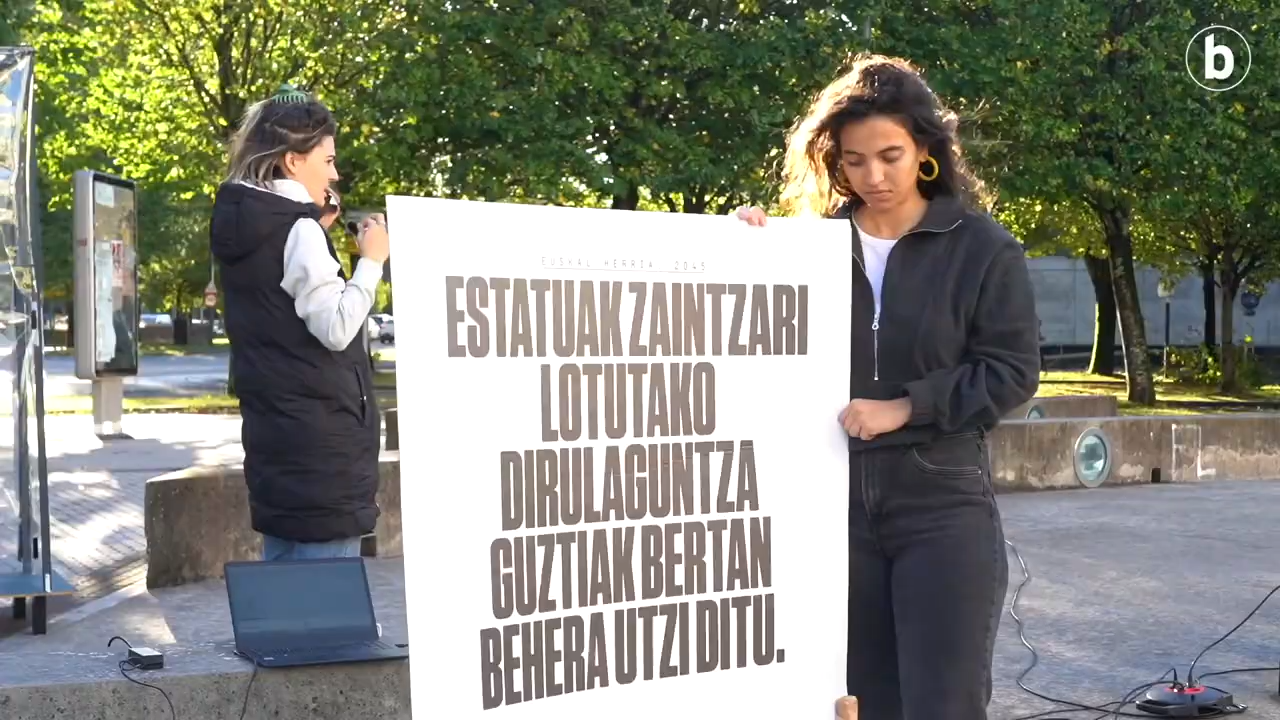 b
EUSKAL HERRIA 2045
ESTATUAK ZAINTZARI
LOTUTAKO
DIRULAGUNTZA
GUZTIAK BERTAN
BEHERA UTZI DITU.